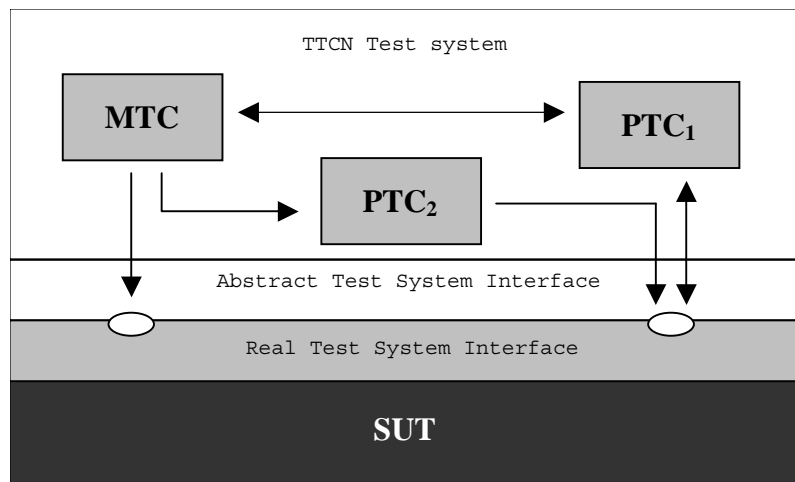 TTCN Test system
MTC
PTC₁
PTC₂
Abstract Test System Interface
Real Test System Interface
SUT